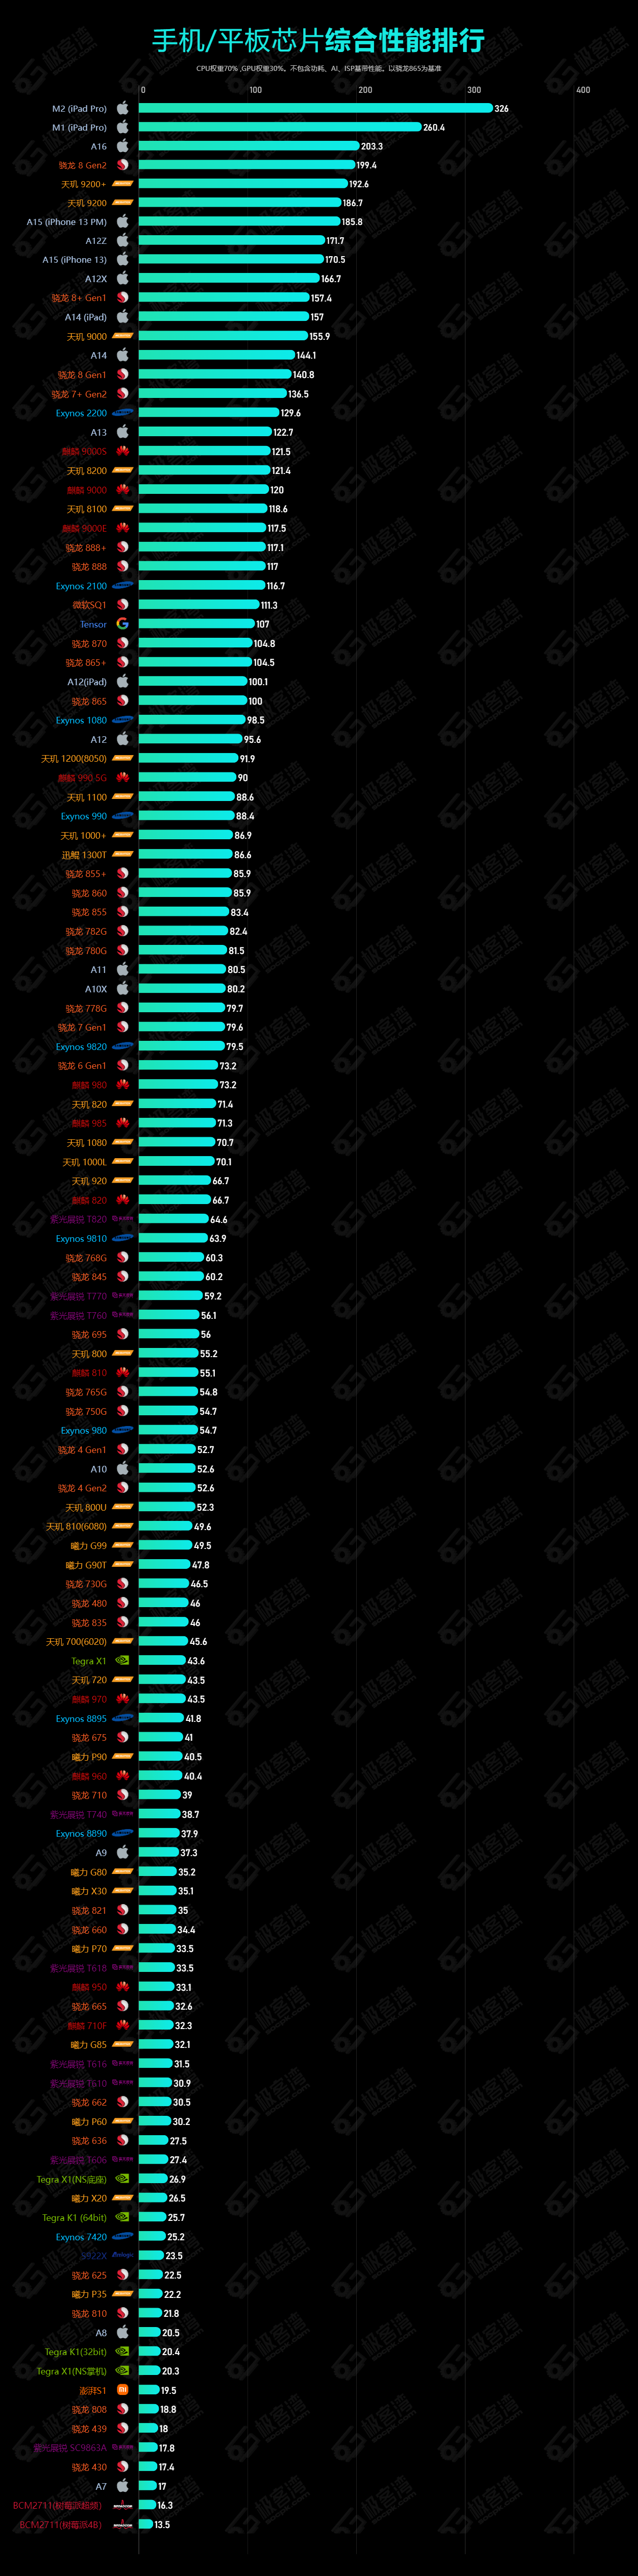 手机/平板芯片综合性能排行
CPU权重70% ,GPU权重30%。不包含功耗、AI、ISP基带性能。以骁龙865为基准
0 100 200 300 400
M2 (iPad Pro) 326
M1 (iPad Pro) 260.4
A16 203.3
骁龙 8 Gen2 199.4
天玑 9200+ 192.6
天玑 9200 186.7
A15 (iPhone 13 PM) 185.8
A12Z 171.7
A15 (iPhone 13) 170.5
A12X 166.7
骁龙 8+ Gen1 157.4
A14 (iPad) 157
天玑 9000 155.9
A14 144.1
骁龙 8 Gen1 140.8
骁龙 7+ Gen2 136.5
Exynos 2200 129.6
A13 122.7
麒麟 9000S 121.5
天玑 8200 121.4
麒麟 9000 120
天玑 8100 118.6
麒麟 9000E 117.5
骁龙 888+ 117.1
骁龙 888 117
Exynos 2100 116.7
微软SQ1 111.3
Tensor 107
骁龙 870 104.8
骁龙 865+ 104.5
A12(iPad) 100.1
骁龙 865 100
Exynos 1080 98.5
A12 95.6
天玑 1200(8050) 91.9
麒麟 990 5G 90
天玑 1100 88.6
Exynos 990 88.4
天玑 1000+ 86.9
迅鲲 1300T 86.6
骁龙 855+ 85.9
骁龙 860 85.9
骁龙 855 83.4
骁龙 782G 82.4
骁龙 780G 81.5
A11 80.5
A10X 80.2
骁龙 778G 79.7
骁龙 7 Gen1 79.6
Exynos 9820 79.5
骁龙 6 Gen1 73.2
麒麟 980 73.2
天玑 820 71.4
麒麟 985 71.3
天玑 1080 70.7
天玑 1000L 70.1
天玑 920 66.7
麒麟 820 66.7
紫光展锐 T820 64.6
Exynos 9810 63.9
骁龙 768G 60.3
骁龙 845 60.2
紫光展锐 T770 59.2
紫光展锐 T760 56.1
骁龙 695 56
天玑 800 55.2
麒麟 810 55.1
骁龙 765G 54.8
骁龙 750G 54.7
Exynos 980 54.7
骁龙 4 Gen1 52.7
A10 52.6
骁龙 4 Gen2 52.6
天玑 800U 52.3
天玑 810(6080) 49.6
曦力 G99 49.5
曦力 G90T 47.8
骁龙 730G 46.5
骁龙 480 46
骁龙 835 46
天玑 700(6020) 45.6
Tegra X1 43.6
天玑 720 43.5
麒麟 970 43.5
Exynos 8895 41.8
骁龙 675 41
曦力 P90 40.5
麒麟 960 40.4
骁龙 710 39
紫光展锐 T740 38.7
Exynos 8890 37.9
A9 37.3
曦力 G80 35.2
曦力 X30 35.1
骁龙 821 35
骁龙 660 34.4
曦力 P70 33.5
紫光展锐 T618 33.5
麒麟 950 33.1
骁龙 665 32.6
麒麟 710F 32.3
曦力 G85 32.1
紫光展锐 T616 31.5
紫光展锐 T610 30.9
骁龙 662 30.5
曦力 P60 30.2
骁龙 636 27.5
紫光展锐 T606 27.4
Tegra X1(NS底座) 26.9
曦力 X20 26.5
Tegra K1 (64bit) 25.7
Exynos 7420 25.2
S922X 23.5
骁龙 625 22.5
曦力 P35 22.2
骁龙 810 21.8
A8 20.5
Tegra K1(32bit) 20.4
Tegra X1(NS掌机) 20.3
澎湃S1 19.5
骁龙 808 18.8
骁龙 439 18
紫光展锐 SC9863A 17.8
骁龙 430 17.4
A7 17
BCM2711(树莓派超频) 16.3
BCM2711(树莓派4B) 13.5